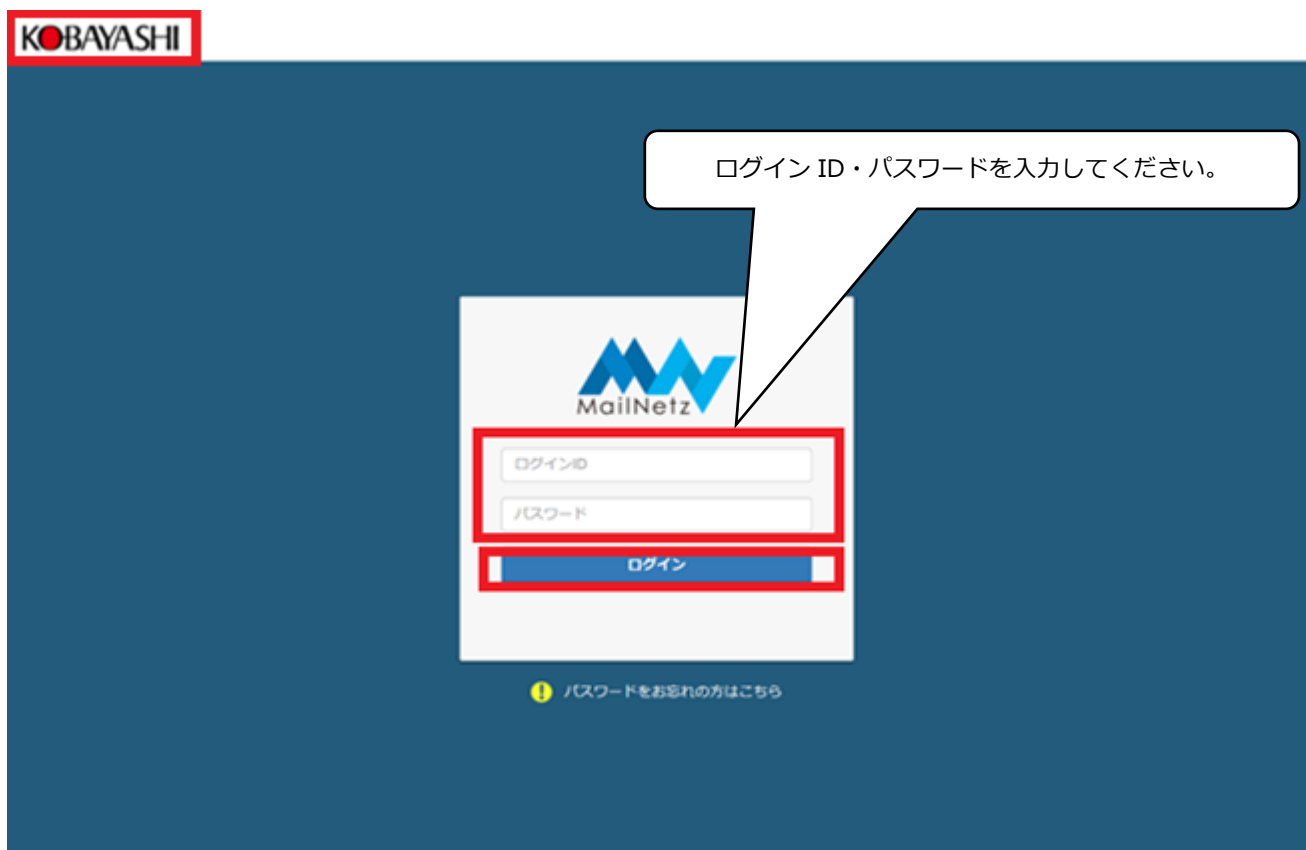 KOBAYASHI
ログイン ID・パスワードを入力してください。
MailNetz
ログインID
パスワード
ログイン
! パスワードをお忘れの方はこちら